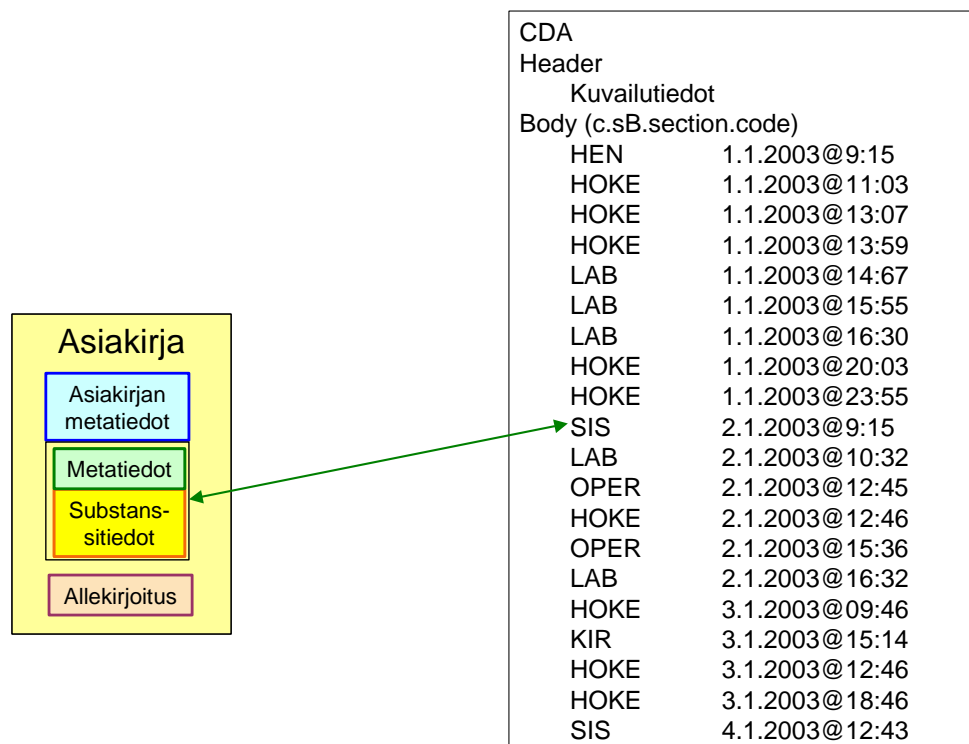 Asiakirja
Asiakirjan
metatiedot
Metatiedot
Substans-
sitiedot
Allekirjoitus
CDA
Header
Kuvailutiedot
Body (c.sB.section.code)
HEN 1.1.2003@9:15
HOKE 1.1.2003@11:03
HOKE 1.1.2003@13:07
HOKE 1.1.2003@13:59
LAB 1.1.2003@14:67
LAB 1.1.2003@15:55
LAB 1.1.2003@16:30
HOKE 1.1.2003@20:03
HOKE 1.1.2003@23:55
SIS 2.1.2003@9:15
LAB 2.1.2003@10:32
OPER 2.1.2003@12:45
HOKE 2.1.2003@12:46
OPER 2.1.2003@15:36
LAB 2.1.2003@16:32
HOKE 3.1.2003@09:46
KIR 3.1.2003@15:14
HOKE 3.1.2003@12:46
HOKE 3.1.2003@18:46
SIS 4.1.2003@12:43